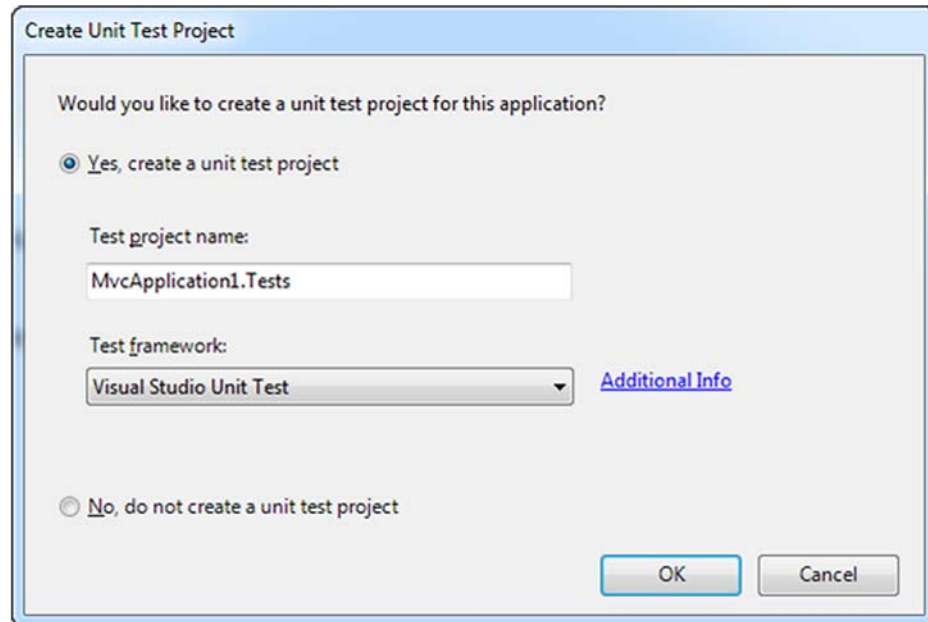 Create Unit Test Project
Would you like to create a unit test project for this application?
Yes, create a unit test project
Test project name:
MvcApplication1.Tests
Test framework:
Visual Studio Unit Test
Additional Info
No, do not create a unit test project
OK
Cancel